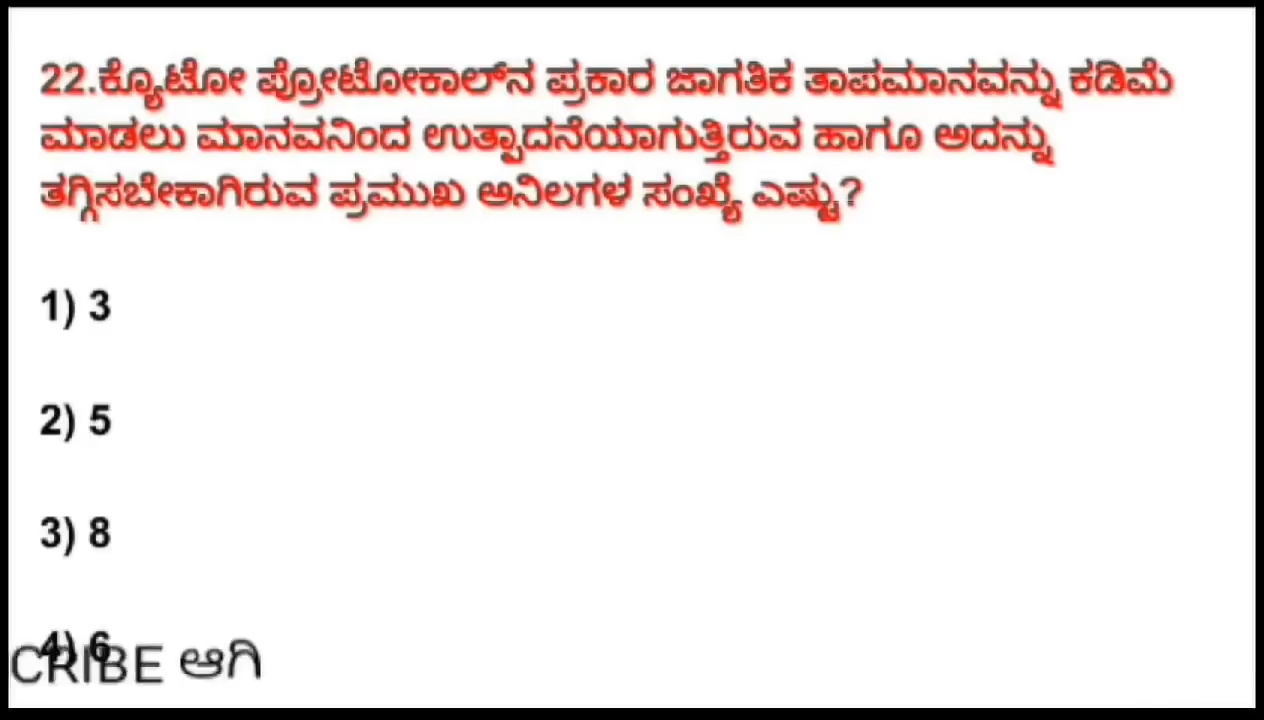 22.ಕ್ಯೊಟೋ ಪ್ರೋಟೋಕಾಲ್‌ನ ಪ್ರಕಾರ ಜಾಗತಿಕ ತಾಪಮಾನವನ್ನು ಕಡಿಮೆ
ಮಾಡಲು ಮಾನವನಿಂದ ಉತ್ಪಾದನೆಯಾಗುತ್ತಿರುವ ಹಾಗೂ ಅದನ್ನು
ತಗ್ಗಿಸಬೇಕಾಗಿರುವ ಪ್ರಮುಖ ಅನಿಲಗಳ ಸಂಖ್ಯೆ ಎಷ್ಟು?
1) 3
2) 5
3) 8
4) 6
CRIBE ಆಗಿ